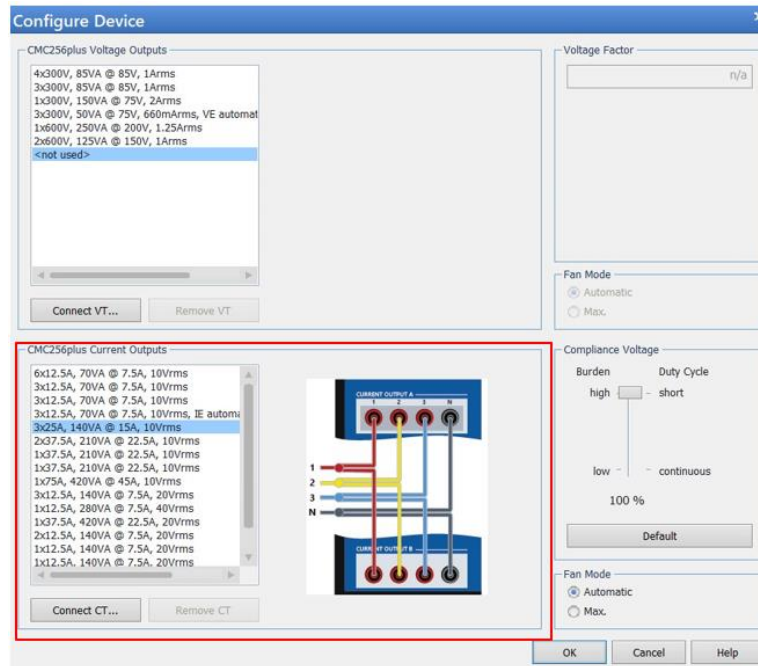 Configure Device
CMC256plus Voltage Outputs
4x300V, 85VA @ 85V, 1Arms
3x300V, 85VA @ 85V, 1Arms
1x300V, 150VA @ 75V, 2Arms
3x300V, 50VA @ 75V, 660mArms, VE automat
1x600V, 250VA @ 200V, 1.25Arms
2x600V, 125VA @ 150V, 1Arms
<not used>
Connect VT...
Remove VT
Voltage Factor
n/a
Fan Mode
Automatic
Max.
CMC256plus Current Outputs
6x12.5A, 70VA @ 7.5A, 10Vrms
3x12.5A, 70VA @ 7.5A, 10Vrms
3x12.5A, 70VA @ 7.5A, 10Vrms
3x12.5A, 70VA @ 7.5A, 10Vrms, IE automa
3x25A, 140VA @ 15A, 10Vrms
2x37.5A, 210VA @ 22.5A, 10Vrms
1x37.5A, 210VA @ 22.5A, 10Vrms
1x37.5A, 210VA @ 22.5A, 10Vrms
1x75A, 420VA @ 45A, 10Vrms
3x12.5A, 140VA @ 7.5A, 20Vrms
1x12.5A, 280VA @ 7.5A, 40Vrms
1x37.5A, 420VA @ 22.5A, 20Vrms
2x12.5A, 140VA @ 7.5A, 20Vrms
1x12.5A, 140VA @ 7.5A, 20Vrms
1x12.5A, 140VA @ 7.5A, 20Vrms
Connect CT...
Remove CT
CURRENT OUTPUT A
1 2 3 N
1
2
3
N
Compliance Voltage
Burden Duty Cycle
high short
low continuous
100 %
Default
Fan Mode
Automatic
Max.
OK
Cancel
Help